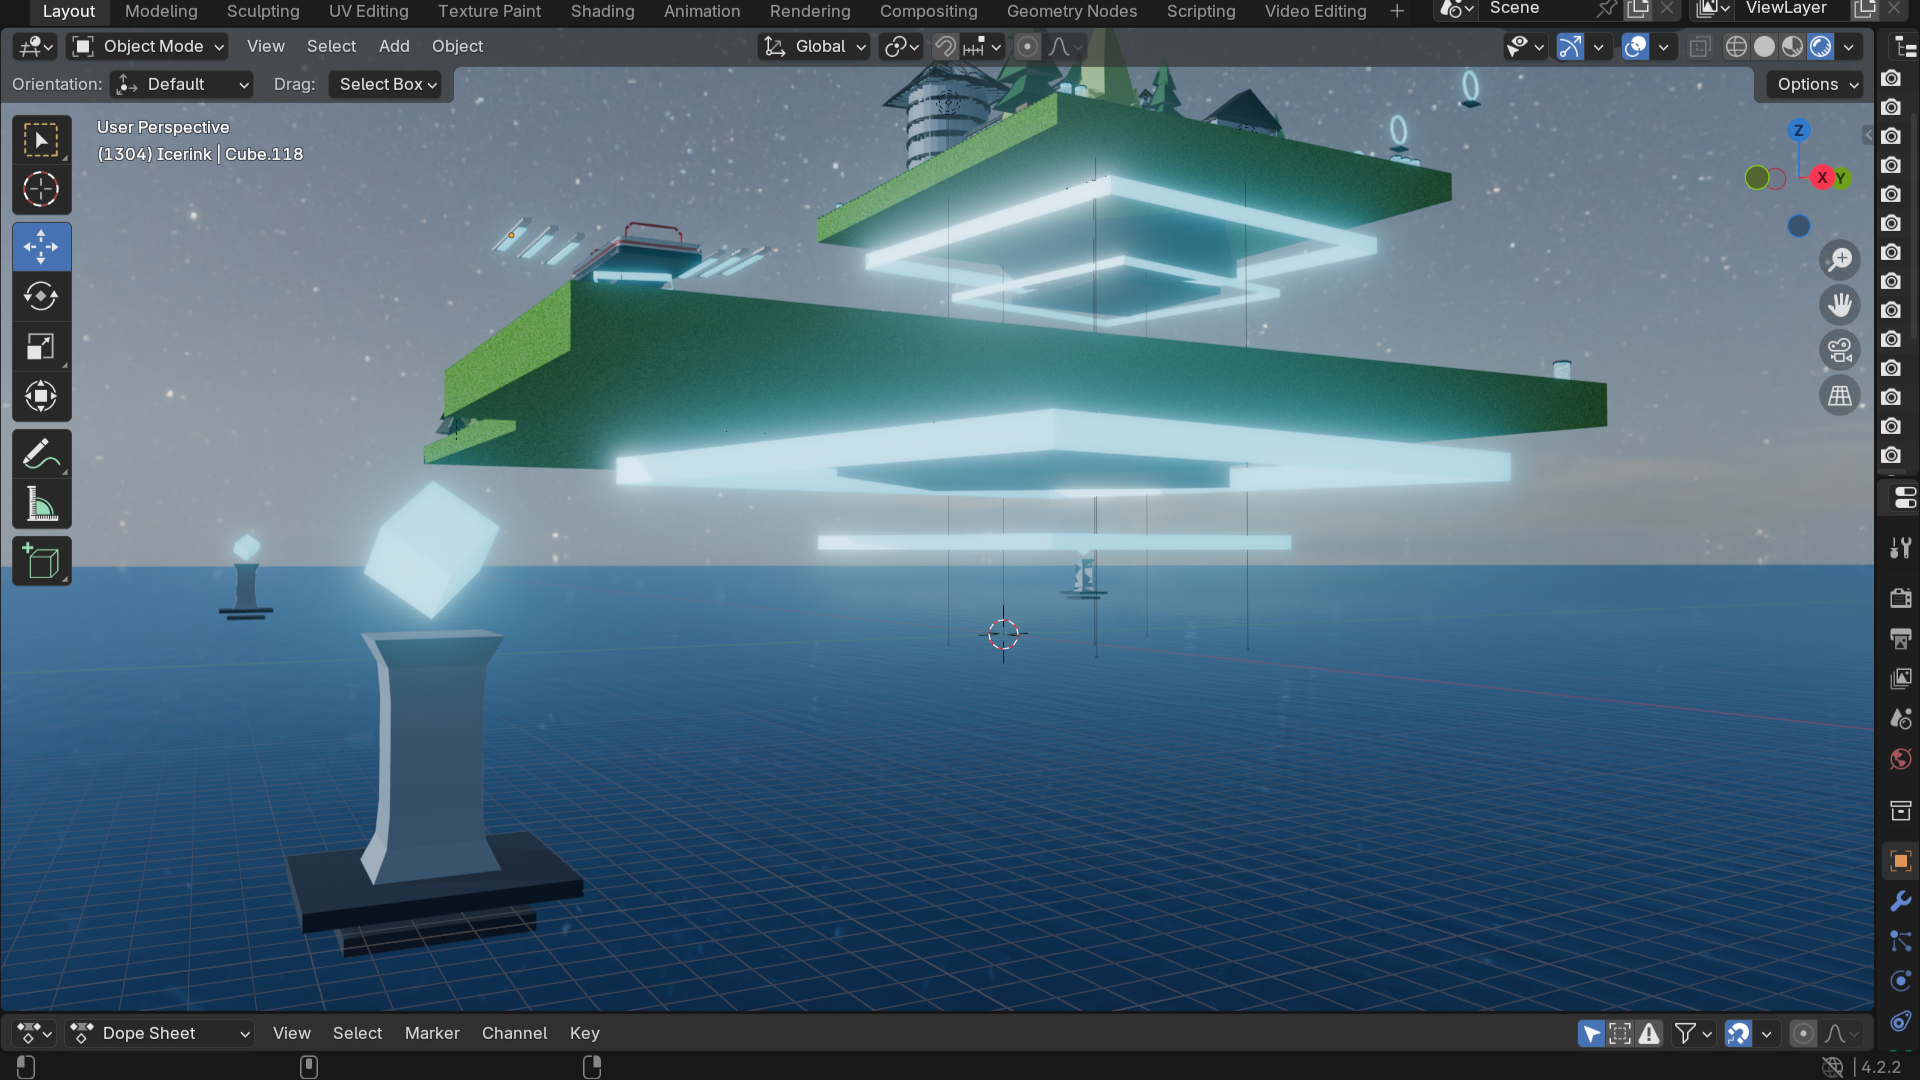 Layout Modeling Sculpting UV Editing Texture Paint Shading Animation Rendering Compositing Geometry Nodes Scripting Video Editing + Scene ViewLayer
Object Mode View Select Add Object Global
Orientation: Default Drag: Select Box Options
User Perspective
(1304) Icerink | Cube.118
Z
X Y
Dope Sheet View Select Marker Channel Key
4.2.2